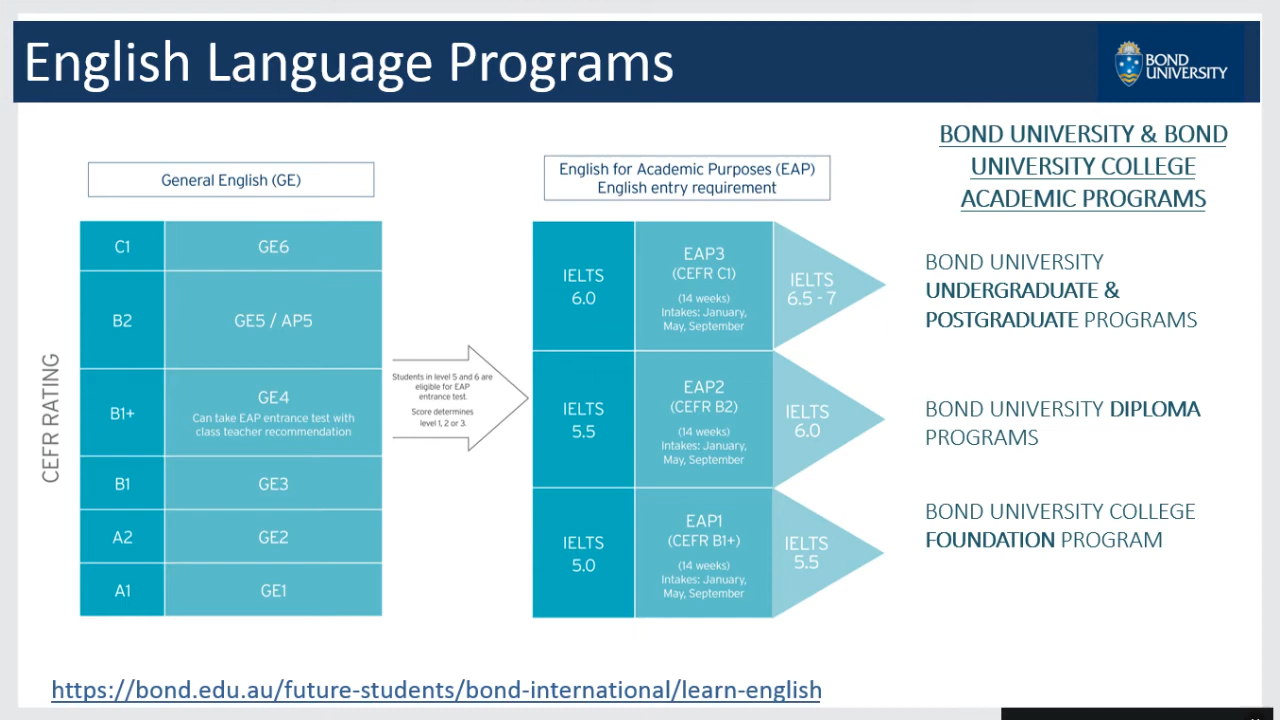 English Language Programs
BOND
UNIVERSITY
General English (GE)
CEFR RATING
C1
GE6
B2
GE5 / AP5
B1+
GE4
Can take EAP entrance test with
class teacher recommendation
B1
GE3
A2
GE2
A1
GE1
Students in level 5 and 6 are
eligible for EAP
entrance test.
Score determines
level 1, 2 or 3.
English for Academic Purposes (EAP)
English entry requirement
IELTS
6.0
EAP3
(CEFR C1)
(14 weeks)
Intakes: January,
May, September
IELTS
6.5 - 7
IELTS
5.5
EAP2
(CEFR B2)
(14 weeks)
Intakes: January,
May, September
IELTS
6.0
IELTS
5.0
EAP1
(CEFR B1+)
(14 weeks)
Intakes: January,
May, September
IELTS
5.5
BOND UNIVERSITY & BOND
UNIVERSITY COLLEGE
ACADEMIC PROGRAMS
BOND UNIVERSITY
UNDERGRADUATE &
POSTGRADUATE PROGRAMS
BOND UNIVERSITY DIPLOMA
PROGRAMS
BOND UNIVERSITY COLLEGE
FOUNDATION PROGRAM
https://bond.edu.au/future-students/bond-international/learn-english